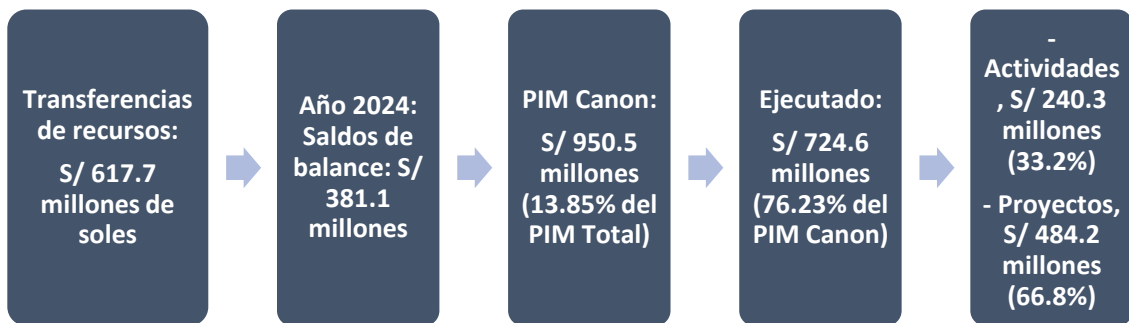 Transferencias
de recursos:
S/ 617.7
millones de
soles
Año 2024:
Saldos de
balance: S/
381.1
millones
PIM Canon:
S/ 950.5
millones
(13.85% del
PIM Total)
Ejecutado:
S/ 724.6
millones
(76.23% del
PIM Canon)
-
Actividades
, S/ 240.3
millones
(33.2%)
- Proyectos,
S/ 484.2
millones
(66.8%)